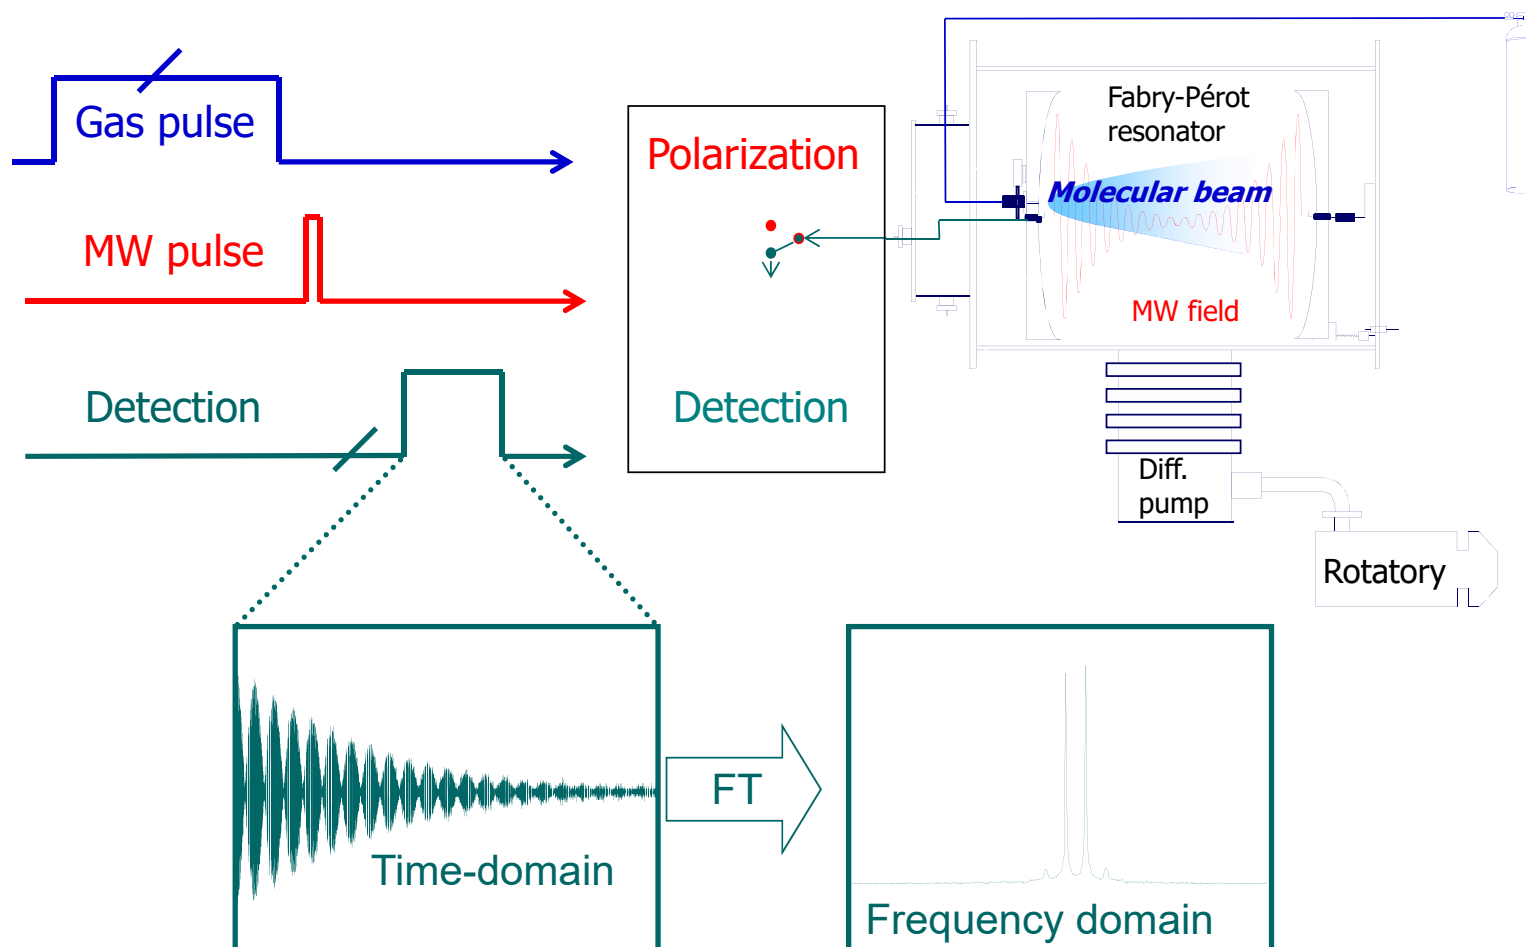 Gas pulse
MW pulse
Detection
Polarization
Detection
Fabry-Pérot
resonator
Molecular beam
MW field
Diff.
pump
Rotatory
Time-domain
FT
Frequency domain